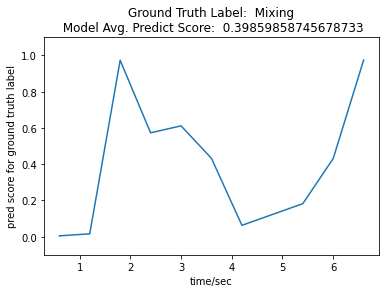 Ground Truth Label:  Mixing
Model Avg. Predict Score:  0.39859858745678733
pred score for ground truth label
1.0
0.8
0.6
0.4
0.2
0.0
1 2 3 4 5 6
time/sec